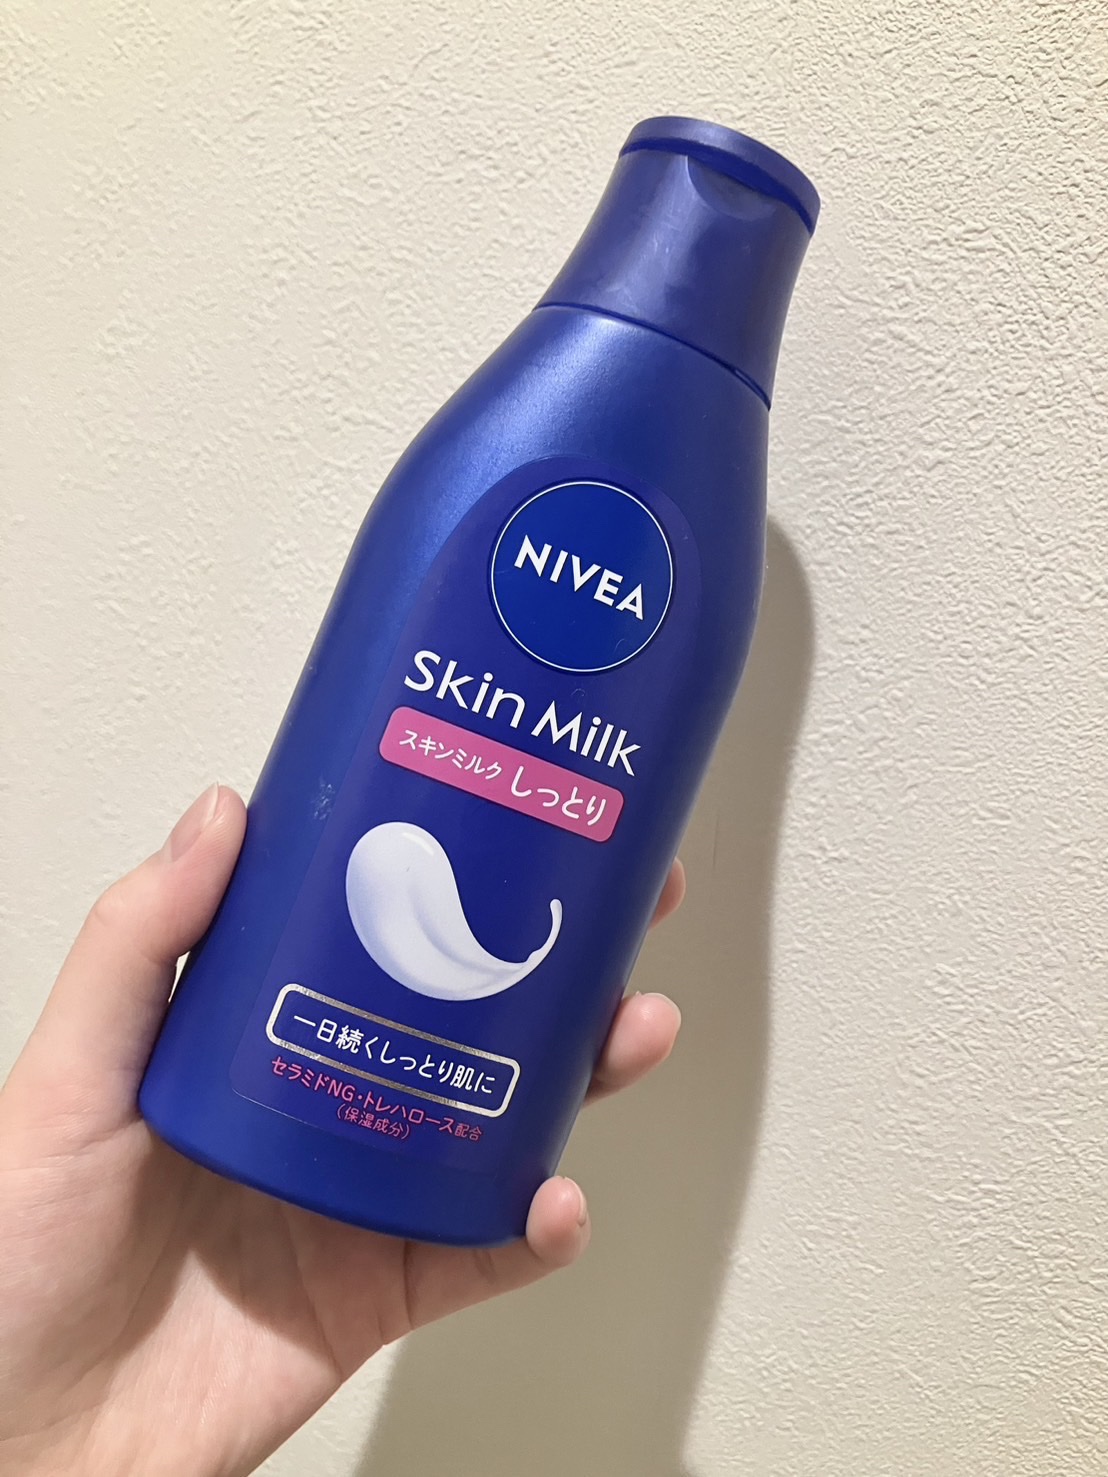 NIVEA
Skin Milk
スキンミルク しっとり
一日続くしっとり肌に
セラミドNG・トレハロース配合
（保湿成分）